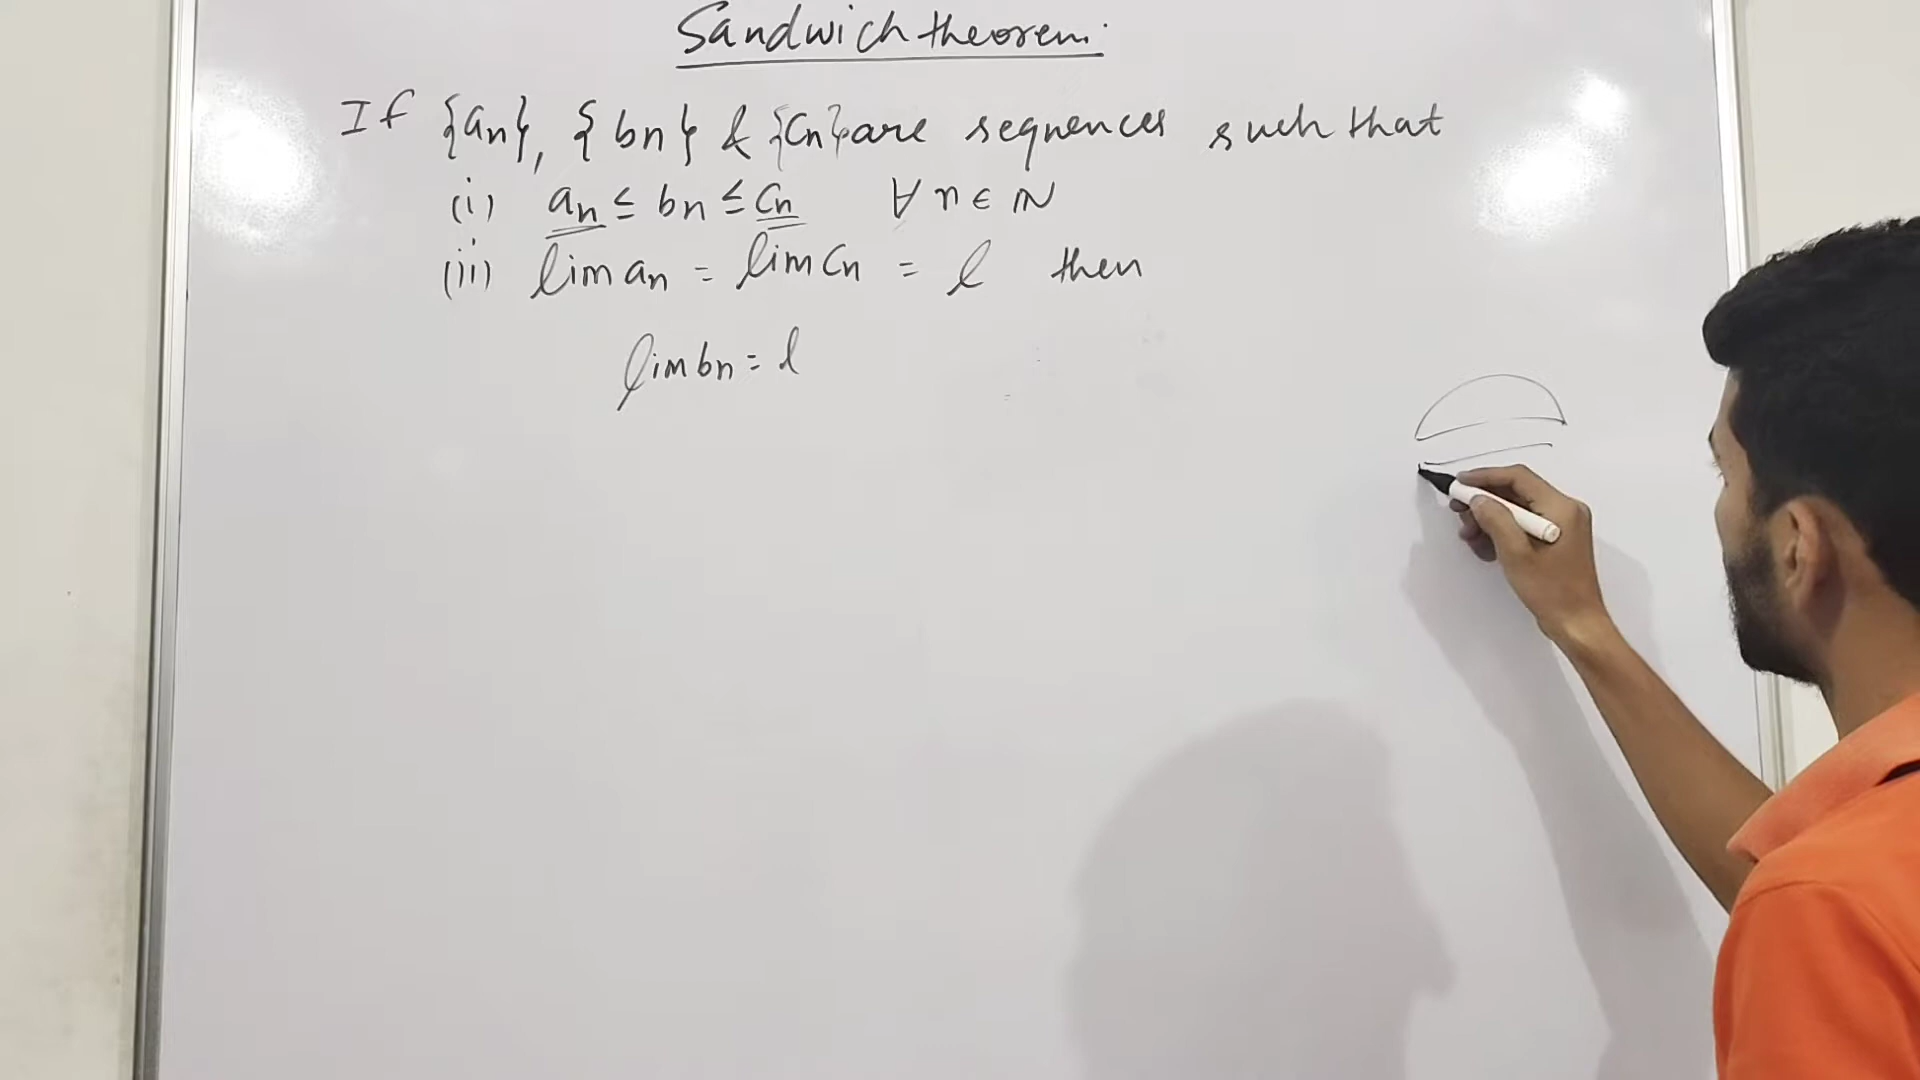 Sandwich theorem.
If {an}, {bn} & {Cn} are sequences such that
(i) an ≤ bn ≤ Cn ∀ n ∈ IN
(ii) lim an = lim Cn = l then
lim bn = l